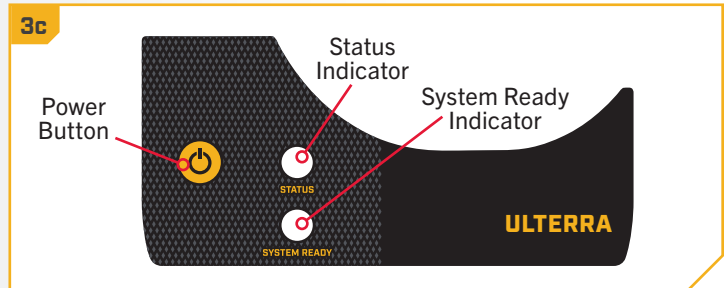 3c
Status
Indicator
System Ready
Indicator
Power
Button
STATUS
SYSTEM READY
ULTERRA